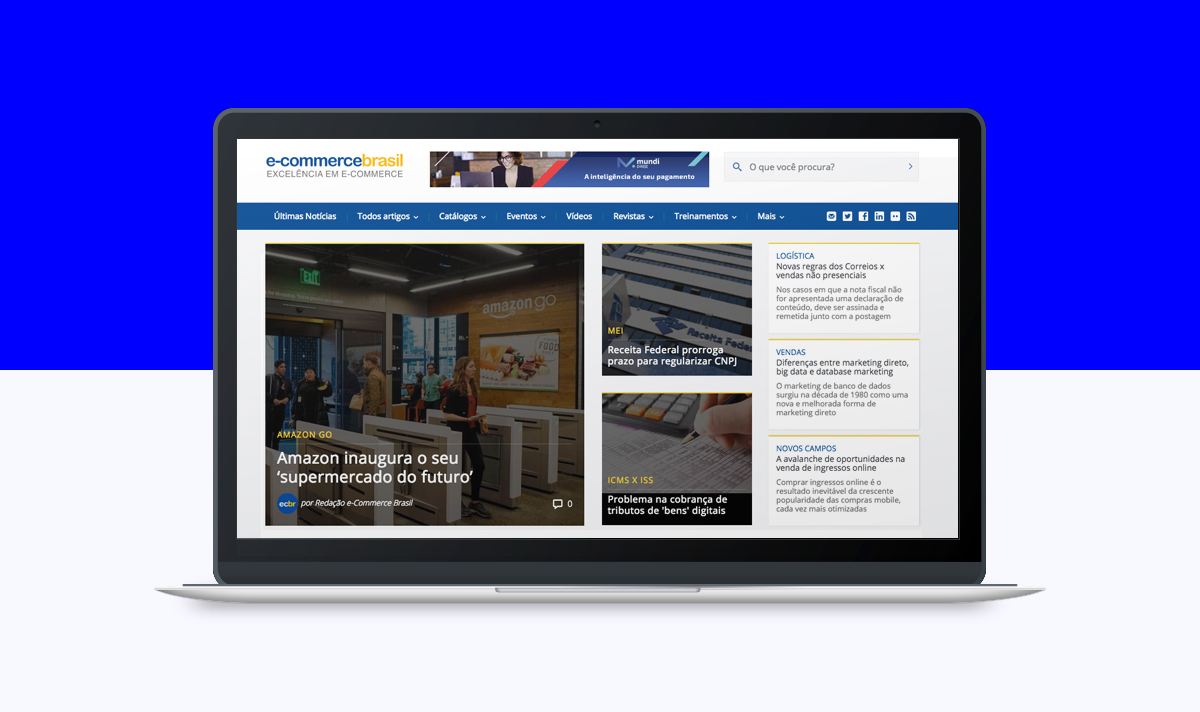 e-commercebrasil
EXCELÊNCIA EM E-COMMERCE
mundi
A inteligência do seu pagamento
O que você procura?
Últimas Notícias
Todos artigos
Catálogos
Eventos
Vídeos
Revistas
Treinamentos
Mais
EXIT
amazon go
FOOD
AMAZON GO
Amazon inaugura o seu
‘supermercado do futuro’
ecbr
por Redação e-Commerce Brasil
0
Receita Federal
MEI
Receita Federal prorroga
prazo para regularizar CNPJ
ICMS X ISS
Problema na cobrança de
tributos de 'bens' digitais
LOGÍSTICA
Novas regras dos Correios x
vendas não presenciais
Nos casos em que a nota fiscal não
for apresentada uma declaração de
conteúdo, deve ser assinada e
remetida junto com a postagem
VENDAS
Diferenças entre marketing direto,
big data e database marketing
O marketing de banco de dados
surgiu na década de 1980 como uma
nova e melhorada forma de
marketing direto
NOVOS CAMPOS
A avalanche de oportunidades na
venda de ingressos online
Comprar ingressos online é o
resultado inevitável da crescente
popularidade das compras mobile,
cada vez mais otimizadas